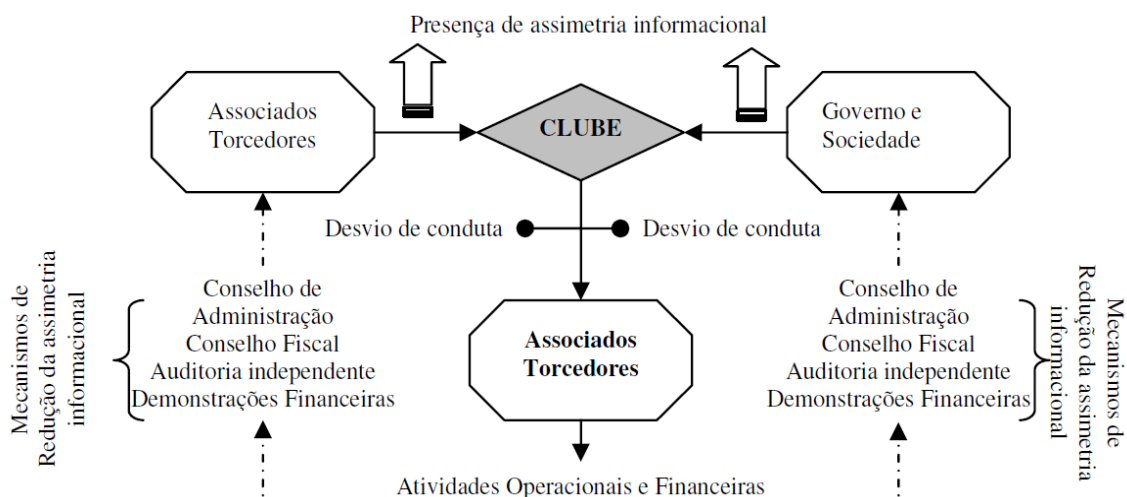 Presença de assimetria informacional
Associados
Torcedores
CLUBE
Governo e
Sociedade
Desvio de conduta
Desvio de conduta
Mecanismos de
Redução da assimetria
informacional
Conselho de
Administração
Conselho Fiscal
Auditoria independente
Demonstrações Financeiras
Associados
Torcedores
Conselho de
Administração
Conselho Fiscal
Auditoria independente
Demonstrações Financeiras
Mecanismos de
Redução da assimetria
informacional
Atividades Operacionais e Financeiras